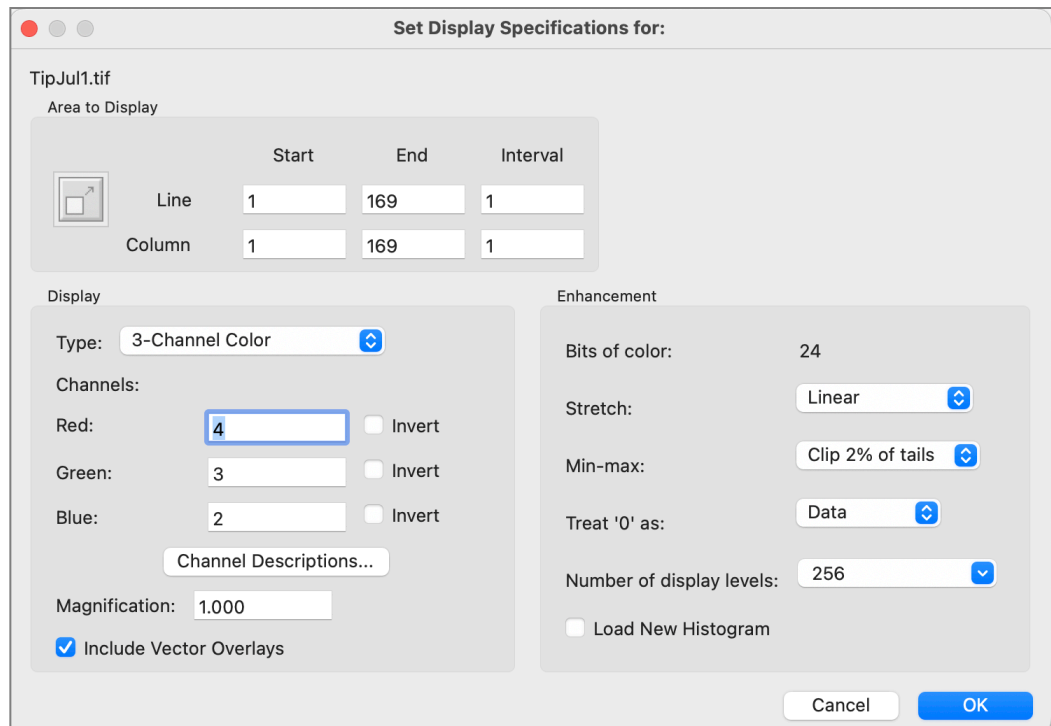 Set Display Specifications for:
TipJul1.tif
Area to Display
Start End Interval
Line 1 169 1
Column 1 169 1
Display
Type: 3-Channel Color
Channels:
Red: 4 Invert
Green: 3 Invert
Blue: 2 Invert
Channel Descriptions...
Magnification: 1.000
Include Vector Overlays
Enhancement
Bits of color: 24
Stretch: Linear
Min-max: Clip 2% of tails
Treat '0' as: Data
Number of display levels: 256
Load New Histogram
Cancel OK